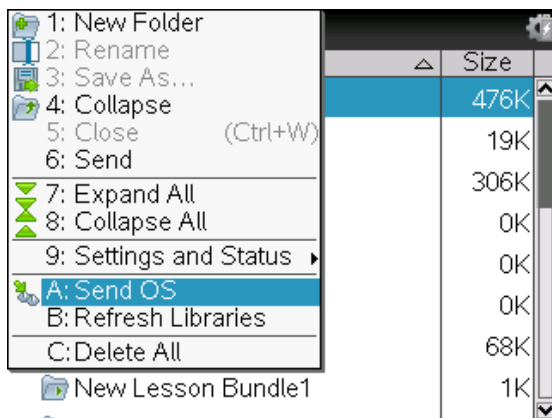 1: New Folder
2: Rename
3: Save As...
4: Collapse
5: Close (Ctrl+W)
6: Send
7: Expand All
8: Collapse All
9: Settings and Status
A: Send OS
B: Refresh Libraries
C: Delete All
New Lesson Bundle1
Size
476K
19K
306K
0K
0K
0K
68K
1K